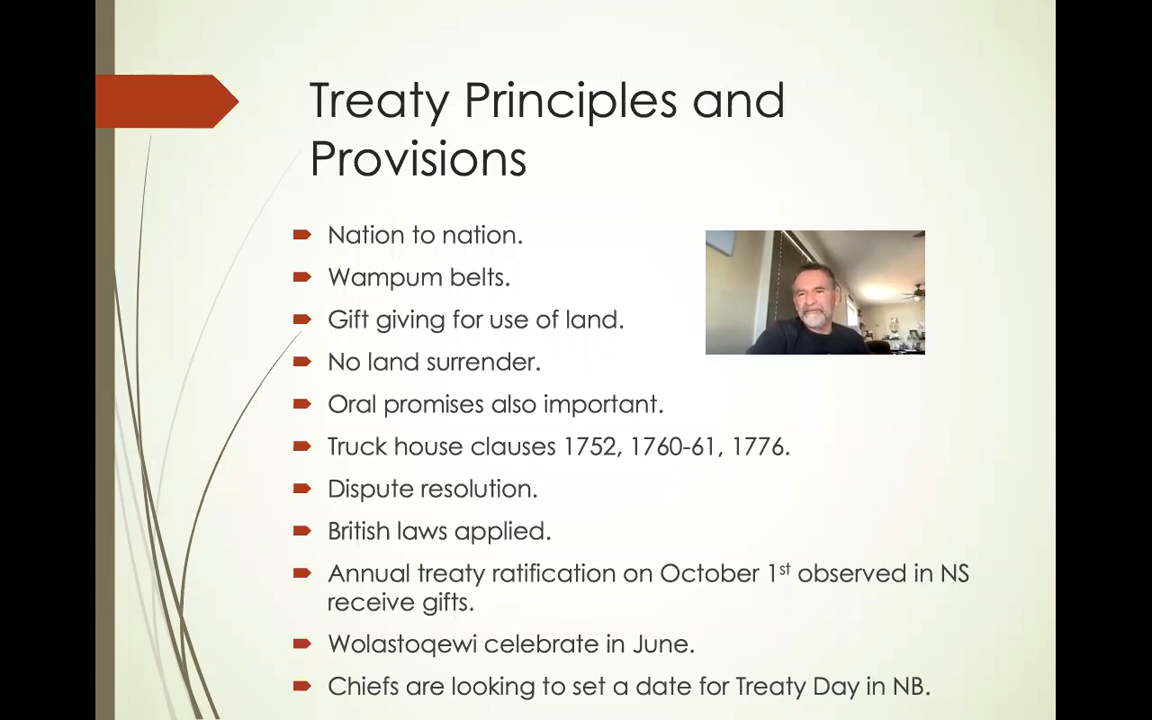 Treaty Principles and
Provisions
Nation to nation.
Wampum belts.
Gift giving for use of land.
No land surrender.
Oral promises also important.
Truck house clauses 1752, 1760-61, 1776.
Dispute resolution.
British laws applied.
Annual treaty ratification on October 1st observed in NS
receive gifts.
Wolastoqewi celebrate in June.
Chiefs are looking to set a date for Treaty Day in NB.